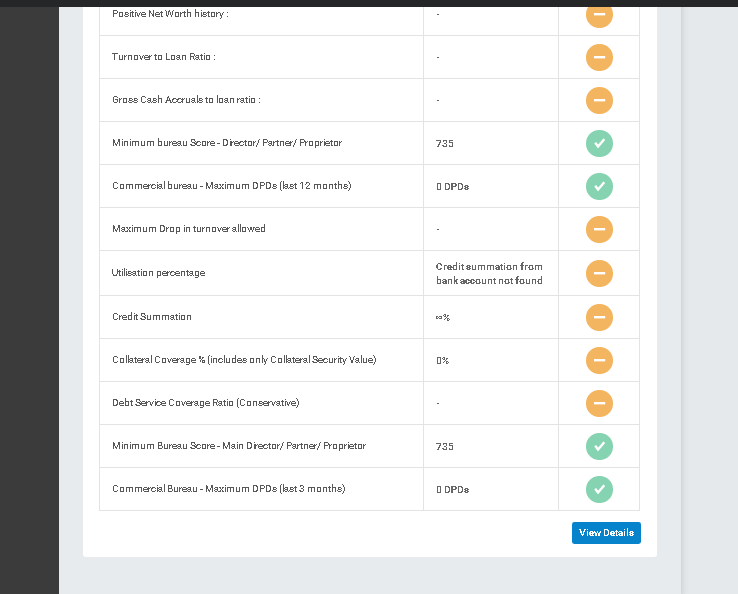 Positive Net Worth history :
-
Turnover to Loan Ratio :
-
Gross Cash Accruals to loan ratio :
-
Minimum bureau Score - Director/ Partner/ Proprietor
735
Commercial bureau - Maximum DPDs (last 12 months)
0 DPDs
Maximum Drop in turnover allowed
-
Utilisation percentage
Credit summation from
bank account not found
Credit Summation
∞%
Collateral Coverage % (includes only Collateral Security Value)
0%
Debt Service Coverage Ratio (Conservative)
-
Minimum Bureau Score - Main Director/ Partner/ Proprietor
735
Commercial Bureau - Maximum DPDs (last 3 months)
0 DPDs
View Details